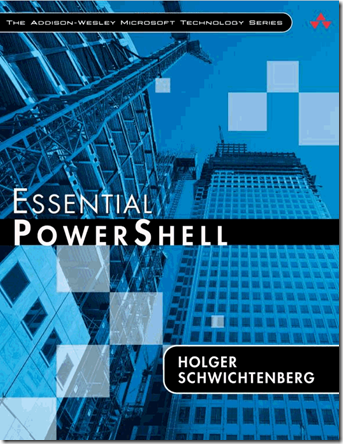 THE ADDISON-WESLEY MICROSOFT TECHNOLOGY SERIES
ESSENTIAL
POWERSHELL
HOLGER
SCHWICHTENBERG